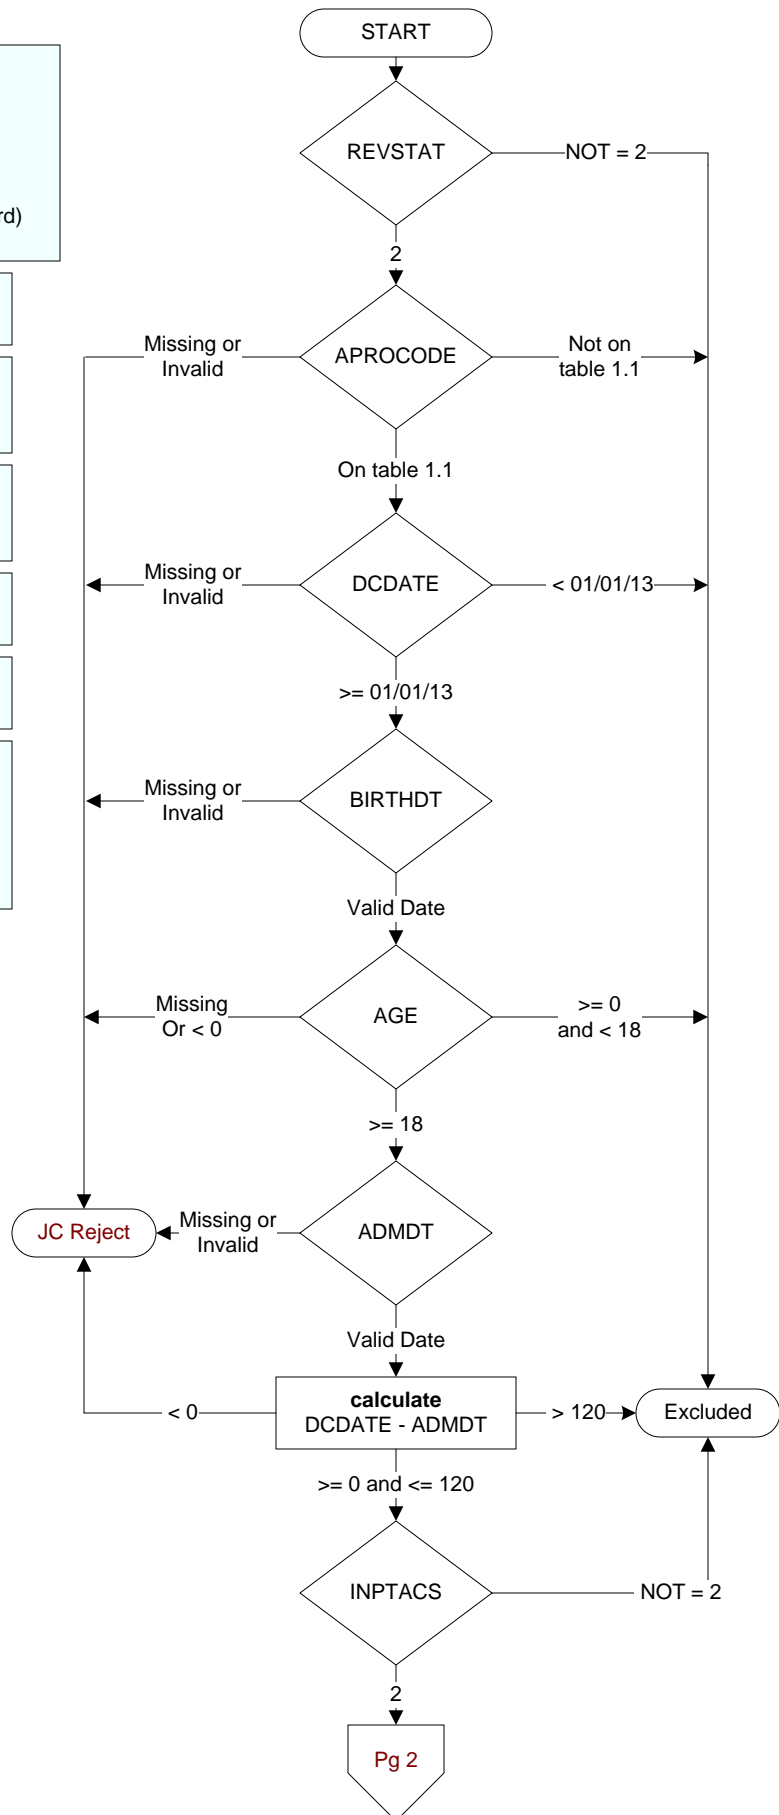 START
REVSTAT
NOT = 2
rd)
2
Missing or
Invalid
APROCODE
Not on
table 1.1
On table 1.1
Missing or
Invalid
DCDATE
< 01/01/13
>= 01/01/13
Missing or
Invalid
BIRTHDT
Valid Date
Missing
Or < 0
AGE
>= 0
and < 18
>= 18
JC Reject
Missing or
Invalid
ADMDT
Valid Date
< 0
calculate
DCDATE - ADMDT
> 120
Excluded
>= 0 and <= 120
INPTACS
NOT = 2
2
Pg 2